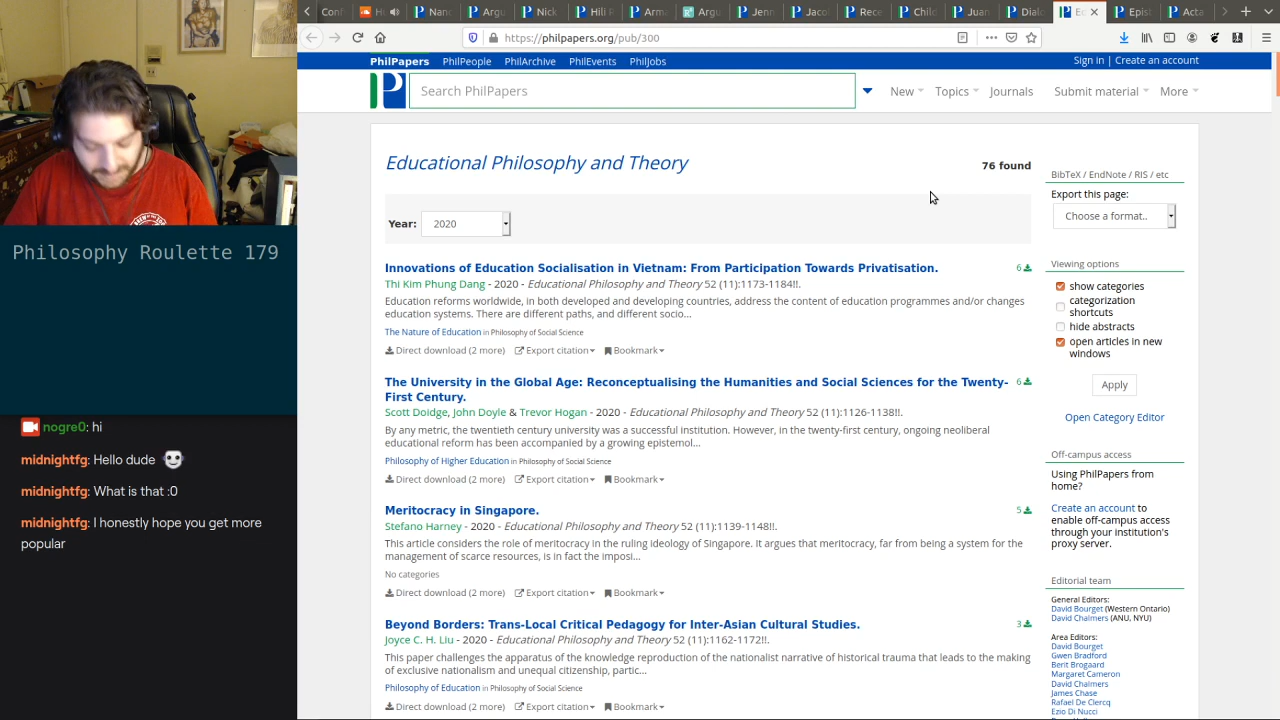 Conf
Nanc
Argu
Nick
Hill R
Arma
Argu
Jenn
Jacol
Rece
Child
Juan
Dial
Ed
Epist
Acta
https://philpapers.org/pub/300
PhilPapers PhilPeople PhilArchive PhilEvents PhilJobs
Sign in | Create an account
Search PhilPapers
New Topics Journals Submit material More
Educational Philosophy and Theory
76 found
Year: 2020
Innovations of Education Socialisation in Vietnam: From Participation Towards Privatisation.
6
Thi Kim Phung Dang - 2020 - Educational Philosophy and Theory 52 (11):1173-1184!!.
Education reforms worldwide, in both developed and developing countries, address the content of education programmes and/or changes
education systems. There are different paths, and different socio...
The Nature of Education in Philosophy of Social Science
Direct download (2 more) Export citation Bookmark
The University in the Global Age: Reconceptualising the Humanities and Social Sciences for the Twenty-
First Century.
6
Scott Doidge, John Doyle & Trevor Hogan - 2020 - Educational Philosophy and Theory 52 (11):1126-1138!!.
By any metric, the twentieth century university was a successful institution. However, in the twenty-first century, ongoing neoliberal
educational reform has been accompanied by a growing epistemol...
Philosophy of Higher Education in Philosophy of Social Science
Direct download (2 more) Export citation Bookmark
Meritocracy in Singapore.
5
Stefano Harney - 2020 - Educational Philosophy and Theory 52 (11):1139-1148!!.
This article considers the role of meritocracy in the ruling ideology of Singapore. It argues that meritocracy, far from being a system for the
management of scarce resources, is in fact the imposi...
No categories
Direct download (2 more) Export citation Bookmark
Beyond Borders: Trans-Local Critical Pedagogy for Inter-Asian Cultural Studies.
3
Joyce C. H. Liu - 2020 - Educational Philosophy and Theory 52 (11):1162-1172!!.
This paper challenges the apparatus of the knowledge reproduction of the nationalist narrative of historical trauma that leads to the making
of exclusive nationalism and unequal citizenship, partic...
Philosophy of Education in Philosophy of Social Science
Direct download (2 more) Export citation Bookmark
BibTeX / EndNote / RIS / etc
Export this page:
Choose a format..
Viewing options
show categories
categorization
shortcuts
hide abstracts
open articles in new
windows
Apply
Open Category Editor
Off-campus access
Using PhilPapers from
home?
Create an account to
enable off-campus access
through your institution's
proxy server.
Editorial team
General Editors:
David Bourget (Western Ontario)
David Chalmers (ANU, NYU)
Area Editors:
David Bourget
Gwen Bradford
Berit Brogaard
Margaret Cameron
David Chalmers
James Chase
Rafael De Clercq
Ezio Di Nucci
Philosophy Roulette 179
nogre0: hi
midnightfg: Hello dude
midnightfg: What is that :0
midnightfg: I honestly hope you get more
popular